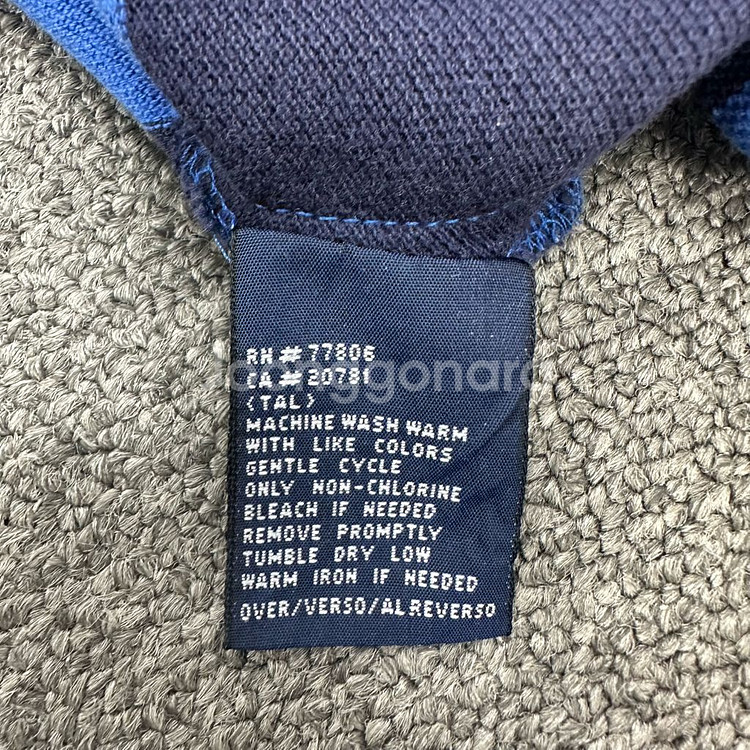 RN # 77806
CA # 20781
(TAL)
MACHINE WASH WARM
WITH LIKE COLORS
GENTLE CYCLE
ONLY NON-CHLORINE
BLEACH IF NEEDED
REMOVE PROMPTLY
TUMBLE DRY LOW
WARM IRON IF NEEDED
OVER/VERSO/AL REVERSO